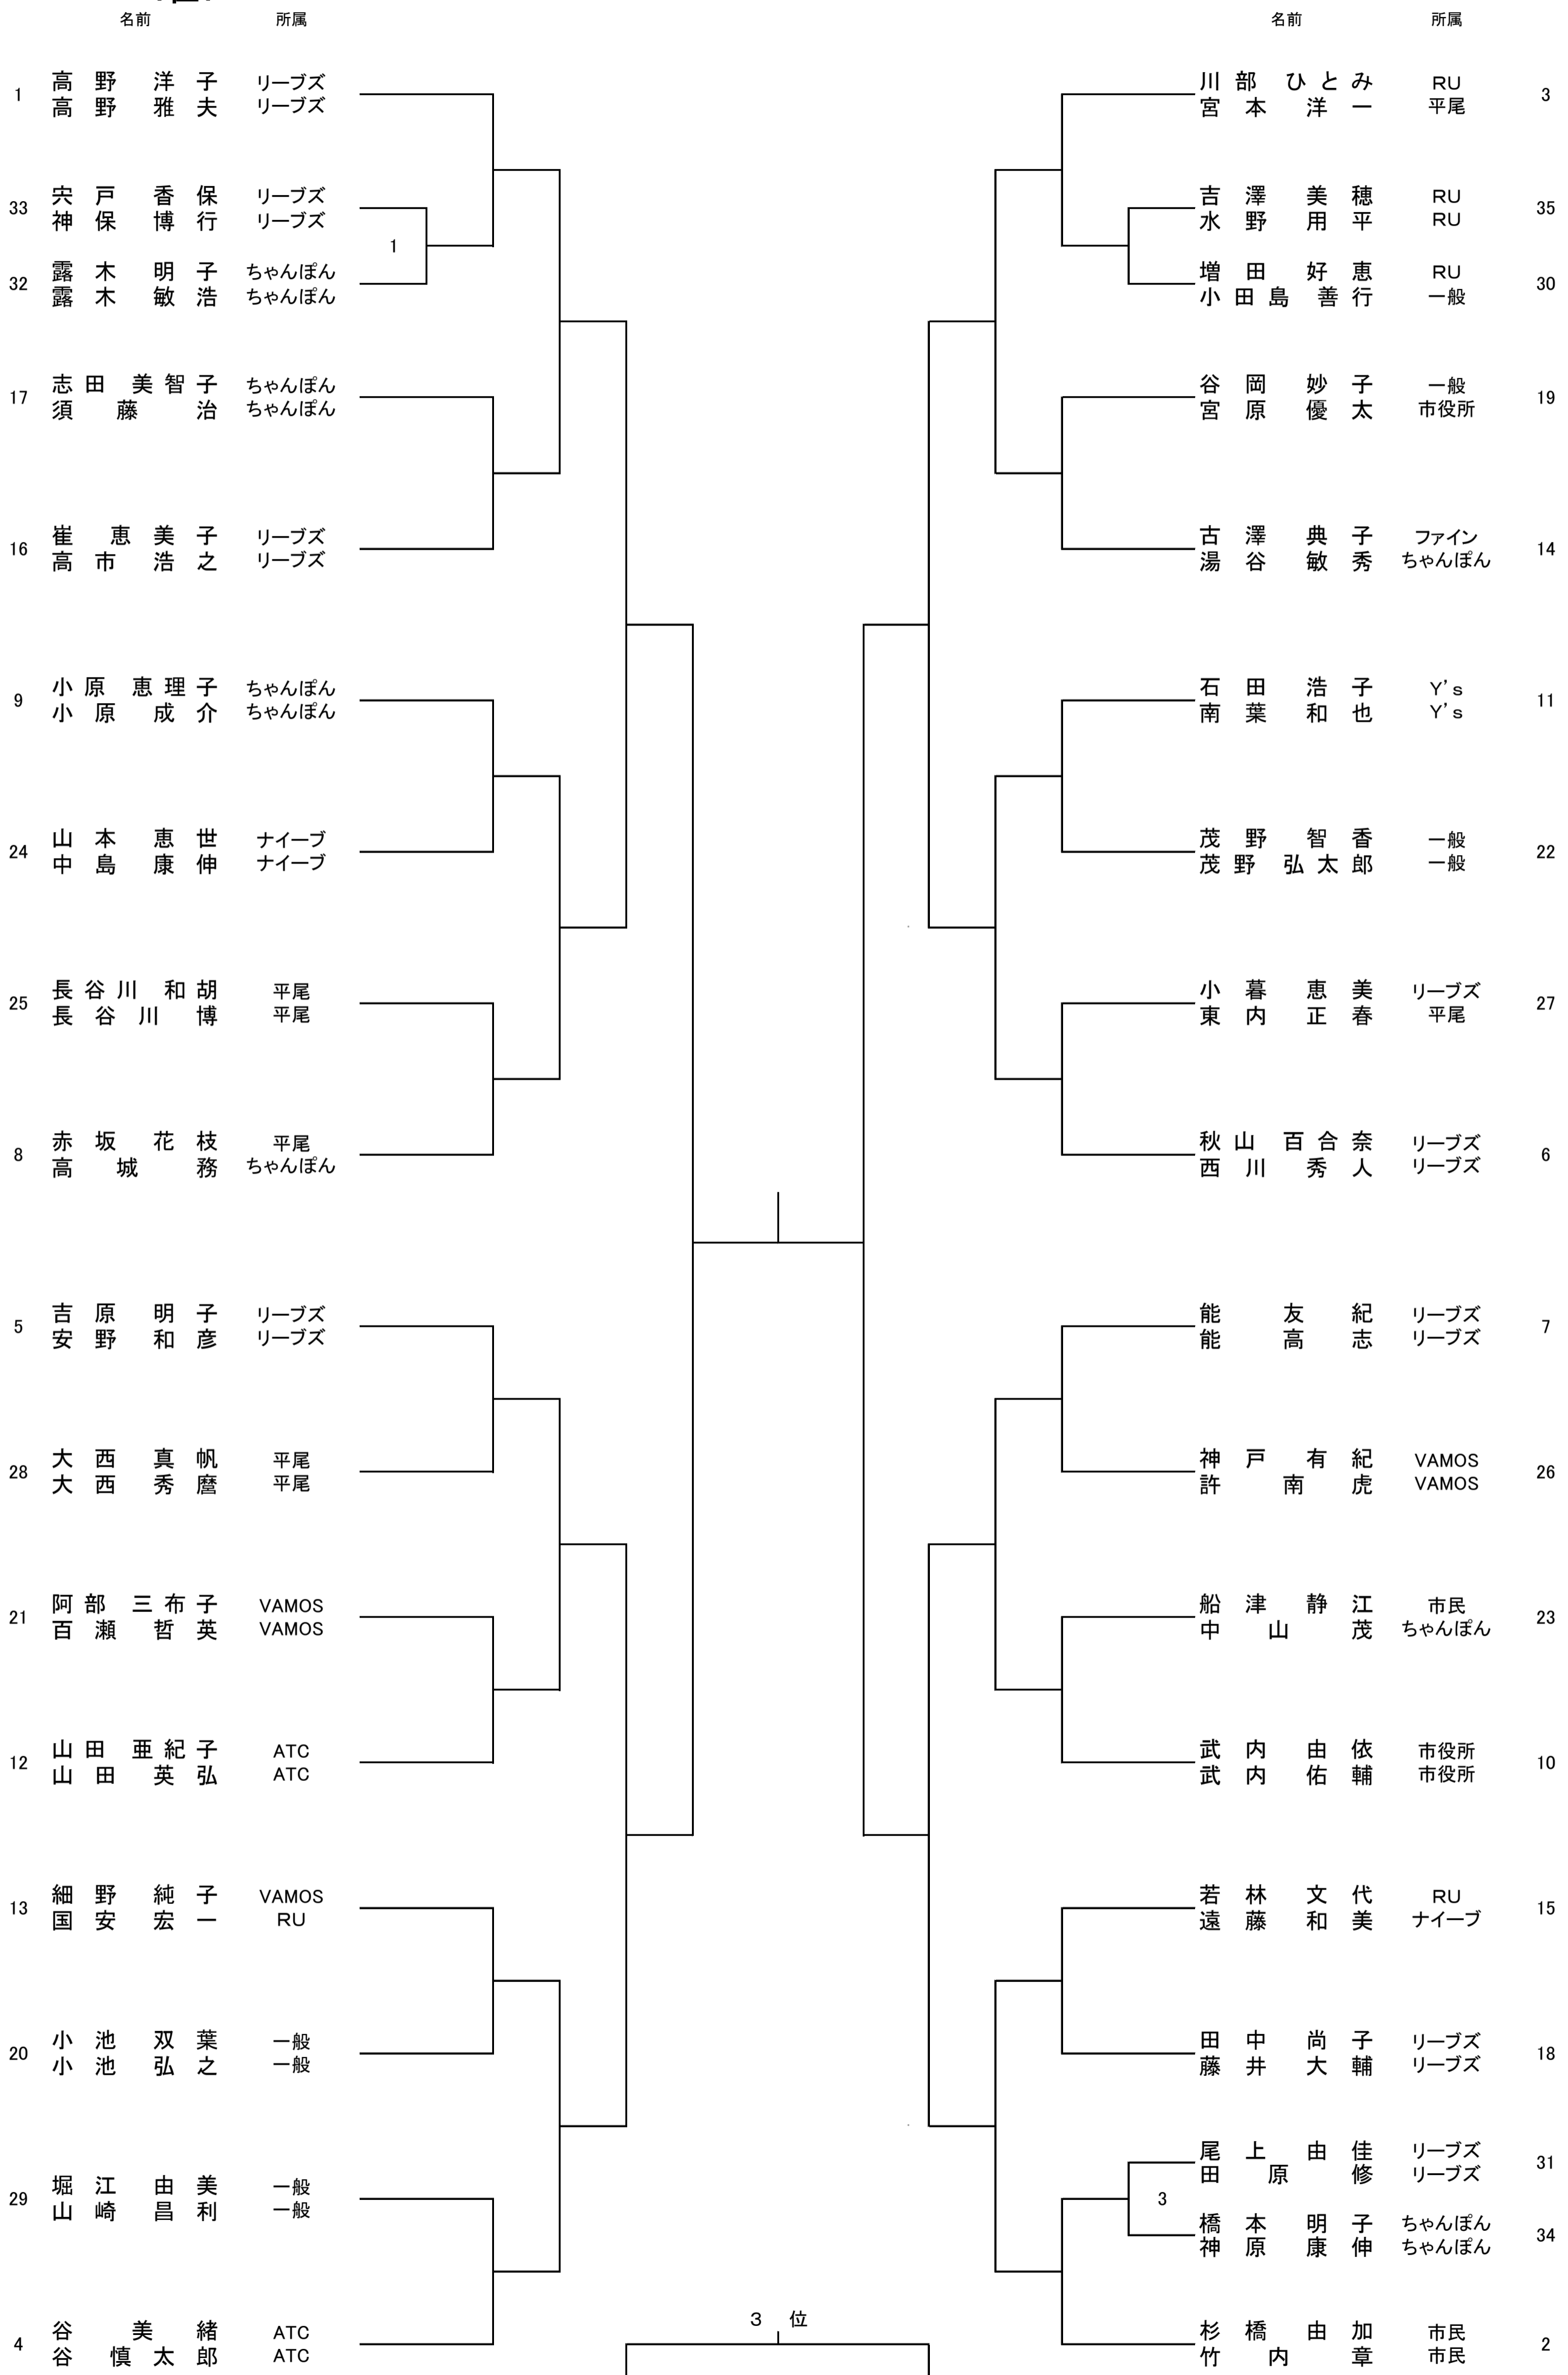 名前 所属
1 高野 洋子 リーブズ
高野 雅夫 リーブズ
33 宍戸 香保 リーブズ
神保 博行 リーブズ
1
32 露木 明子 ちゃんぽん
露木 敏浩 ちゃんぽん
17 志田 美智子 ちゃんぽん
須藤 治 ちゃんぽん
16 崔 恵美子 リーブズ
高市 浩之 リーブズ
9 小原 恵理子 ちゃんぽん
小原 成介 ちゃんぽん
24 山本 恵世 ナイーブ
中島 康伸 ナイーブ
25 長谷川 和胡 平尾
長谷川 博 平尾
8 赤坂 花枝 平尾
高城 務 ちゃんぽん
5 吉原 明子 リーブズ
安野 和彦 リーブズ
28 大西 真帆 平尾
大西 秀麿 平尾
21 阿部 三布子 VAMOS
百瀬 哲英 VAMOS
12 山田 亜紀子 ATC
山田 英弘 ATC
13 細野 純子 VAMOS
国安 宏一 RU
20 小池 双葉 一般
小池 弘之 一般
29 堀江 由美 一般
山崎 昌利 一般
4 谷 美緒 ATC
谷 慎太郎 ATC
名前 所属
川部 ひとみ RU 3
宮本 洋一 平尾
吉澤 美穂 RU 35
水野 用平 RU
増田 好恵 RU 30
小田島 善行 一般
谷岡 妙子 一般 19
宮原 優太 市役所
古澤 典子 ファイン 14
湯谷 敏秀 ちゃんぽん
石田 浩子 Y's 11
南葉 和也 Y's
茂野 智香 一般 22
茂野 弘太郎 一般
小暮 恵美 リーブズ 27
東内 正春 平尾
秋山 百合奈 リーブズ 6
西川 秀人 リーブズ
能 友紀 リーブズ 7
能 高志 リーブズ
神戸 有紀 VAMOS 26
許 南虎 VAMOS
船津 静江 市民 23
中山 茂 ちゃんぽん
武内 由依 市役所 10
武内 佑輔 市役所
若林 文代 RU 15
遠藤 和美 ナイーブ
田中 尚子 リーブズ 18
藤井 大輔 リーブズ
尾上 由佳 リーブズ 31
田原 修 リーブズ
3
橋本 明子 ちゃんぽん 34
神原 康伸 ちゃんぽん
杉橋 由加 市民 2
竹内 章 市民
3 位